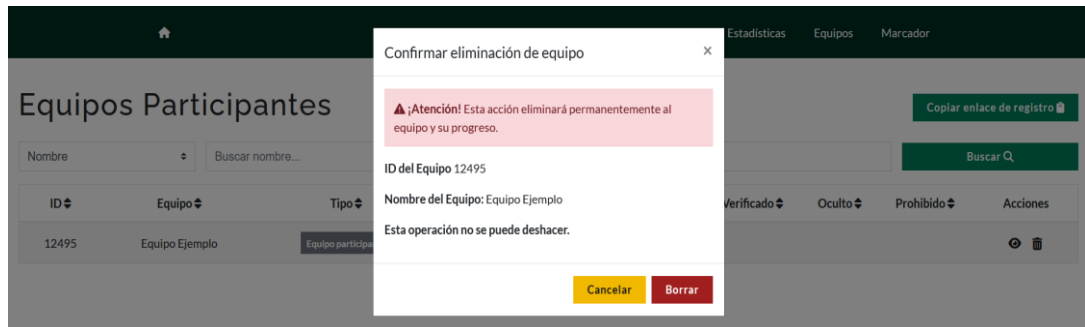 Estadísticas Equipos Marcador
Confirmar eliminación de equipo ×
¡Atención! Esta acción eliminará permanentemente al
equipo y su progreso.
ID del Equipo 12495
Nombre del Equipo: Equipo Ejemplo
Esta operación no se puede deshacer.
Cancelar Borrar
Equipos Participantes
Copiar enlace de registro
Nombre Buscar nombre... Buscar
ID Equipo Tipo Verificado Oculto Prohibido Acciones
12495 Equipo Ejemplo Equipo